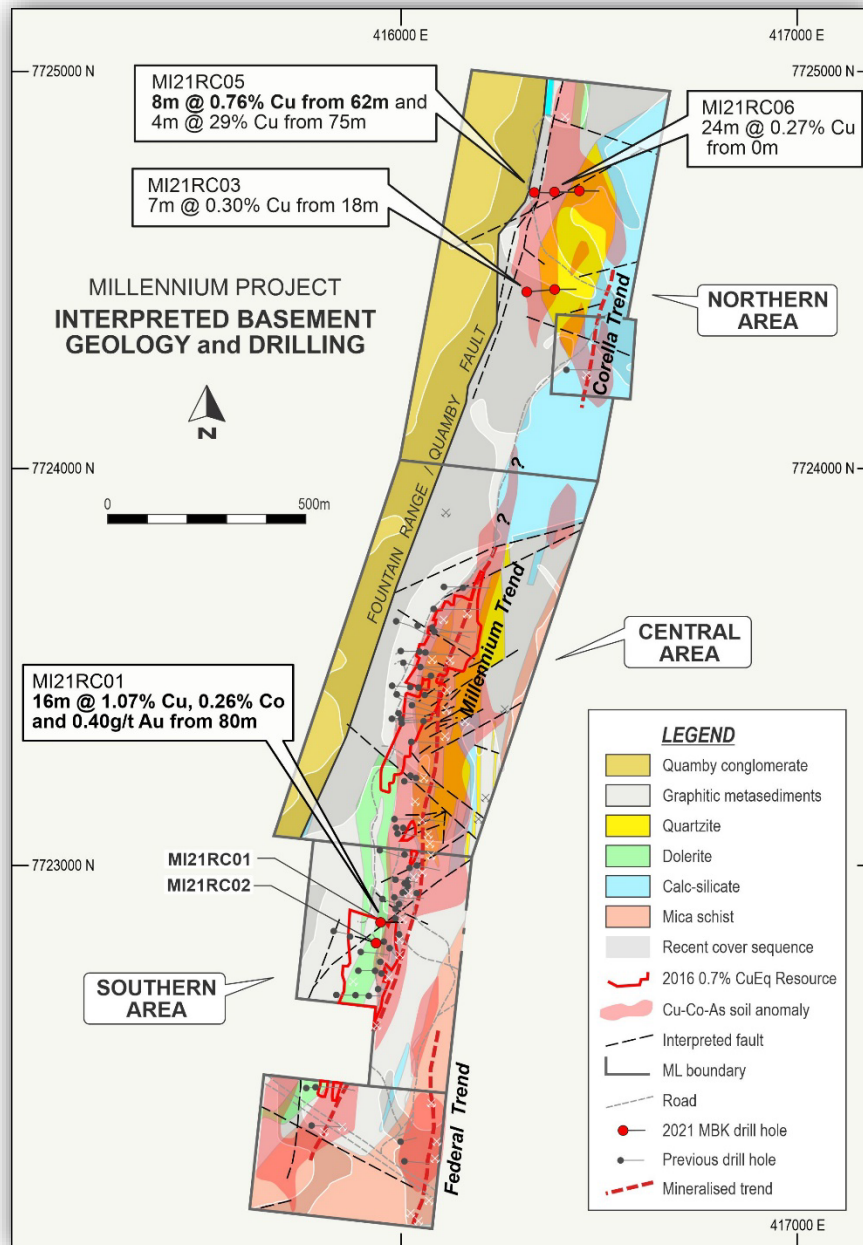 416000 E
417000 E
7725000 N
7725000 N
MI21RC05
8m @ 0.76% Cu from 62m and
4m @ 29% Cu from 75m
MI21RC06
24m @ 0.27% Cu
from 0m
MI21RC03
7m @ 0.30% Cu from 18m
MILLENNIUM PROJECT
INTERPRETED BASEMENT
GEOLOGY and DRILLING
N
NORTHERN
AREA
Corella Trend
FOUNTAIN RANGE / QUAMBY FAULT
7724000 N
7724000 N
?
?
500m
0
Millennium Trend
CENTRAL
AREA
MI21RC01
16m @ 1.07% Cu, 0.26% Co
and 0.40g/t Au from 80m
7723000 N
MI21RC01
MI21RC02
SOUTHERN
AREA
Federal Trend
LEGEND
Quamby conglomerate
Graphitic metasediments
Quartzite
Dolerite
Calc-silicate
Mica schist
Recent cover sequence
2016 0.7% CuEq Resource
Cu-Co-As soil anomaly
Interpreted fault
ML boundary
Road
2021 MBK drill hole
Previous drill hole
Mineralised trend
416000 E
417000 E